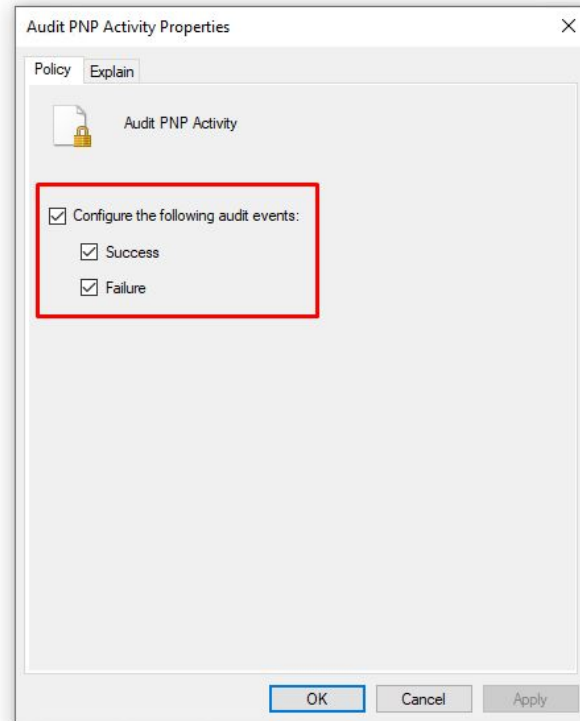 Audit PNP Activity Properties
Policy Explain
Audit PNP Activity
Configure the following audit events:
Success
Failure
OK Cancel Apply